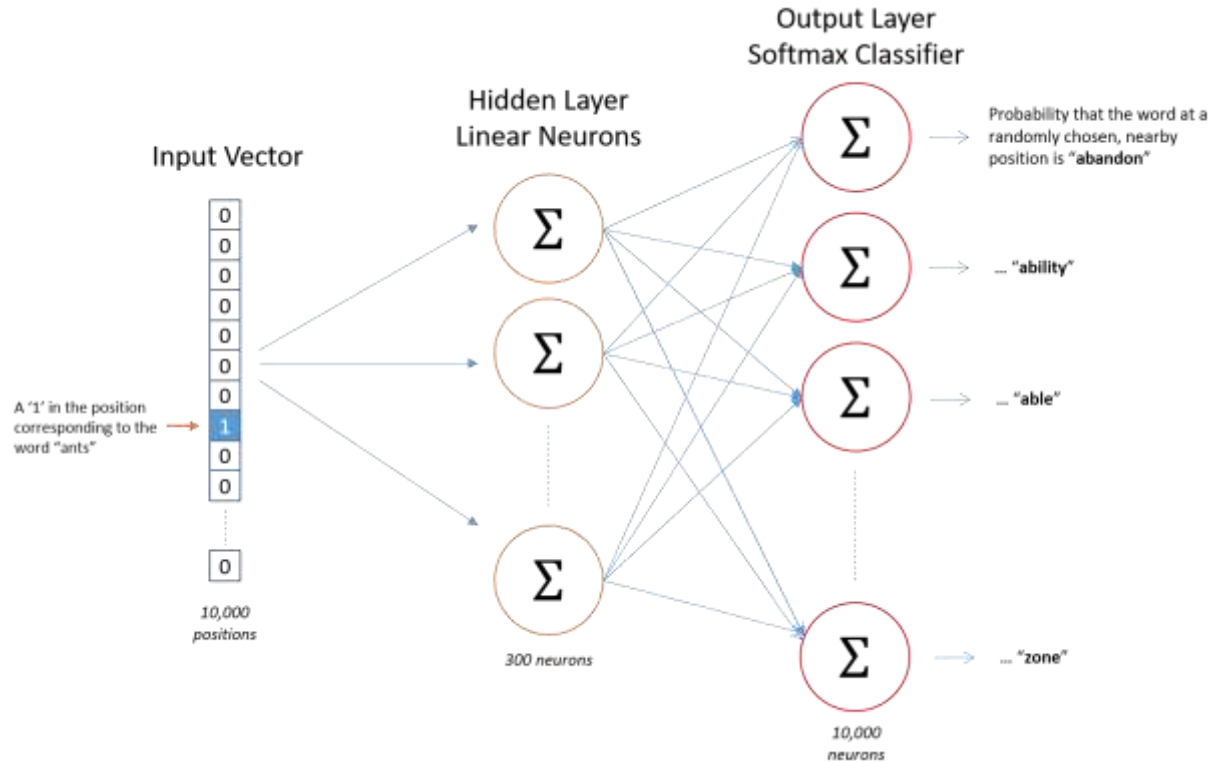 Output Layer
Softmax Classifier
Hidden Layer
Linear Neurons
Input Vector
Probability that the word at a
randomly chosen, nearby
position is “abandon”
Σ
Σ
Σ
Σ
Σ
Σ
Σ
... “ability”
... “able”
... “zone”
0
0
0
0
0
0
0
1
0
0
0
A ‘1’ in the position
corresponding to the
word “ants”
10,000
positions
300 neurons
10,000
neurons